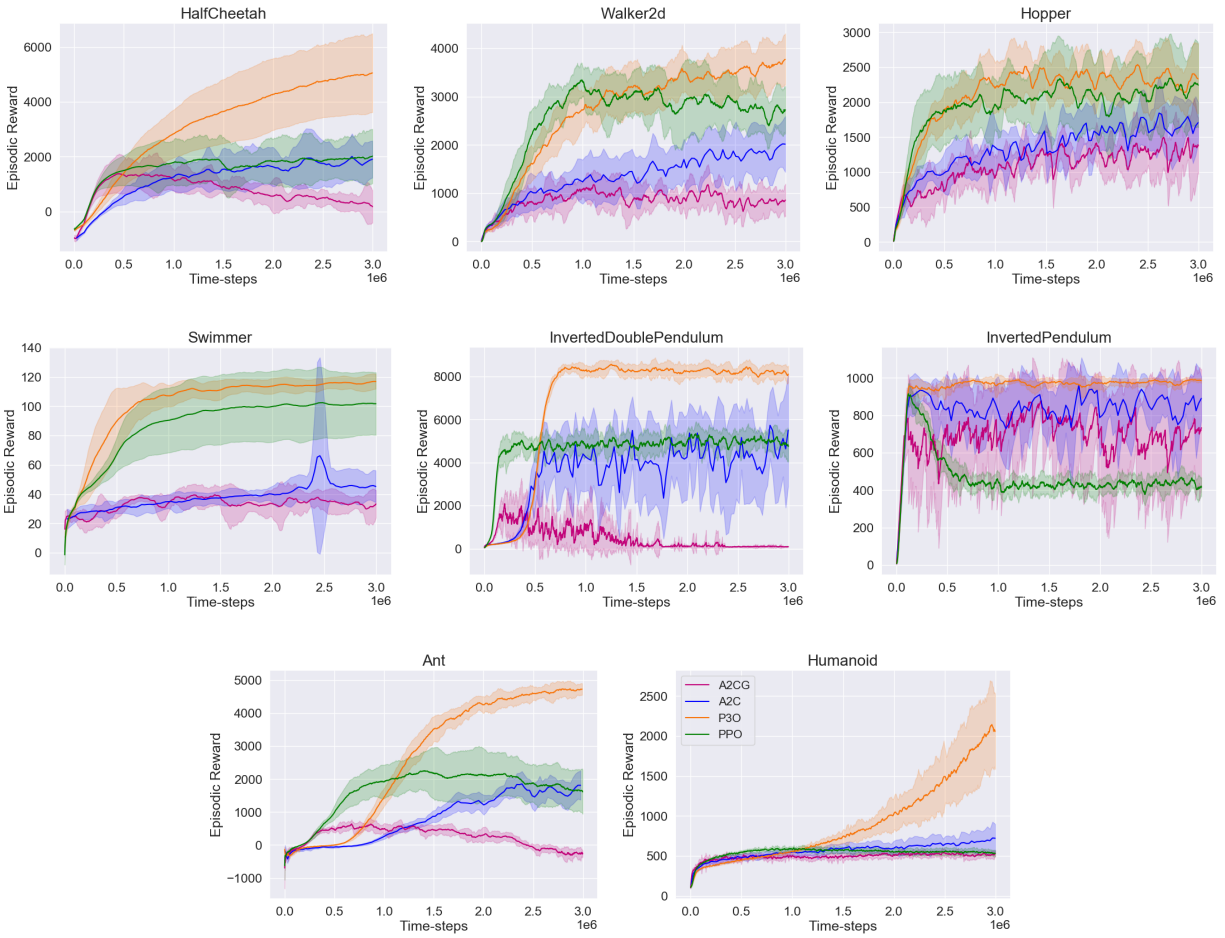 HalfCheetah
Episodic Reward
6000
4000
2000
0
0.0 0.5 1.0 1.5 2.0 2.5 3.0
Time-steps
1e6
Walker2d
Episodic Reward
4000
3000
2000
1000
0
0.0 0.5 1.0 1.5 2.0 2.5 3.0
Time-steps
1e6
Hopper
Episodic Reward
3000
2500
2000
1500
1000
500
0
0.0 0.5 1.0 1.5 2.0 2.5 3.0
Time-steps
1e6
Swimmer
Episodic Reward
140
120
100
80
60
40
20
0
0.0 0.5 1.0 1.5 2.0 2.5 3.0
Time-steps
1e6
InvertedDoublePendulum
Episodic Reward
8000
6000
4000
2000
0
0.0 0.5 1.0 1.5 2.0 2.5 3.0
Time-steps
1e6
InvertedPendulum
Episodic Reward
1000
800
600
400
200
0
0.0 0.5 1.0 1.5 2.0 2.5 3.0
Time-steps
1e6
Ant
Episodic Reward
5000
4000
3000
2000
1000
0
−1000
0.0 0.5 1.0 1.5 2.0 2.5 3.0
Time-steps
1e6
Humanoid
Episodic Reward
2500
2000
1500
1000
500
0
A2CG
A2C
P3O
PPO
0.0 0.5 1.0 1.5 2.0 2.5 3.0
Time-steps
1e6